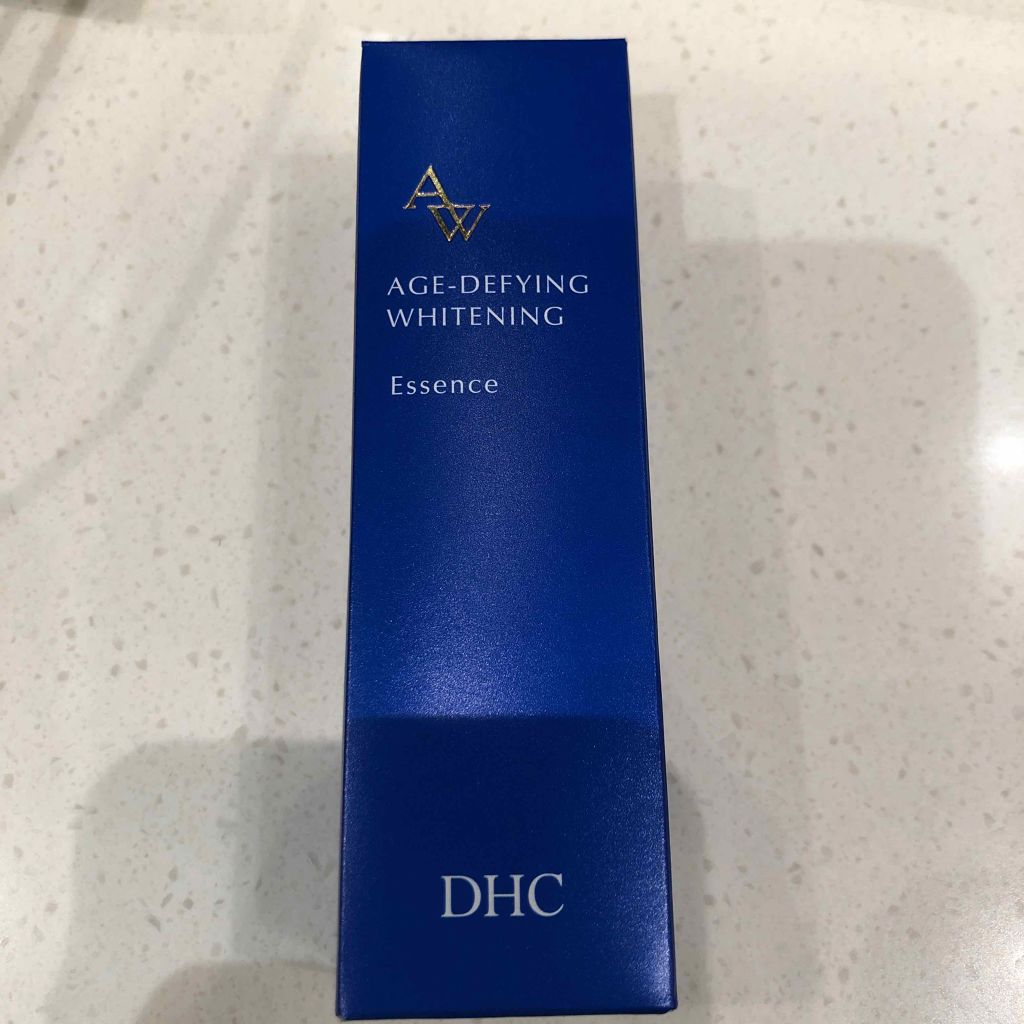 AW
AGE-DEFYING
WHITENING
Essence
DHC